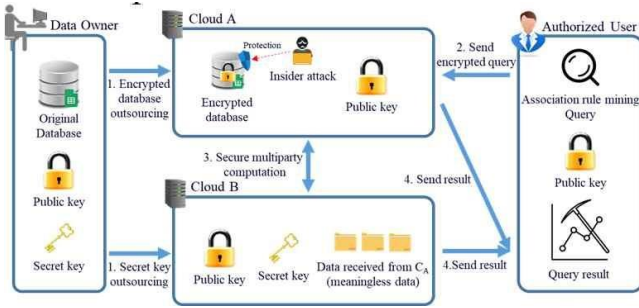 Data Owner
Original
Database
Public key
Secret key
1. Encrypted
database
outsourcing
1. Secret key
outsourcing
Cloud A
Protection
Insider attack
Encrypted
database
Public key
3. Secure multiparty
computation
Cloud B
Public key
Secret key
Data received from CA
(meaningless data)
2. Send
encrypted query
4. Send result
4.Send result
Authorized User
Association rule mining
Query
Public key
Query result